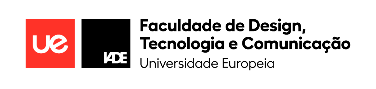 ue
IADE
Faculdade de Design,
Tecnologia e Comunicação
Universidade Europeia